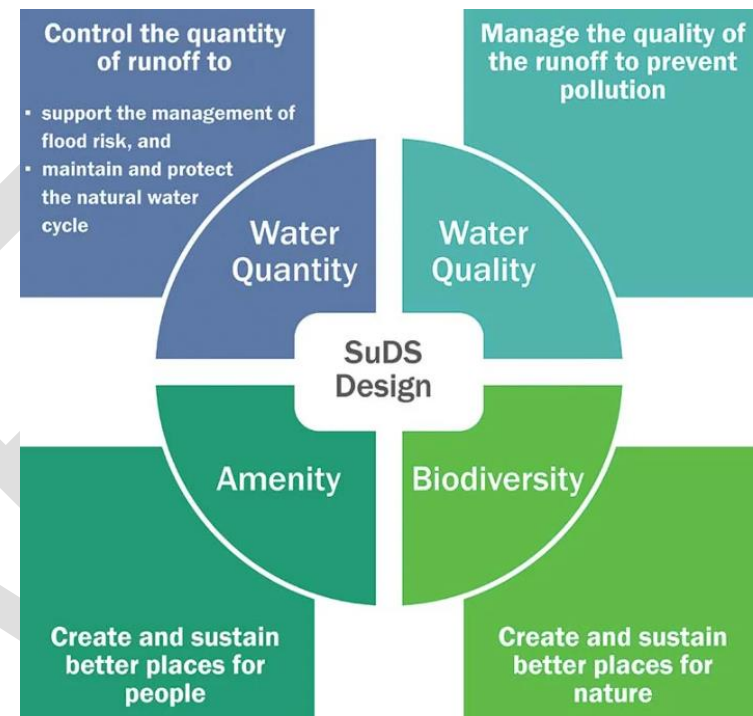 Control the quantity
of runoff to
▪ support the management of
flood risk, and
▪ maintain and protect
the natural water
cycle
Manage the quality of
the runoff to prevent
pollution
Water
Quantity
Water
Quality
SuDS
Design
Amenity
Biodiversity
Create and sustain
better places for
people
Create and sustain
better places for
nature